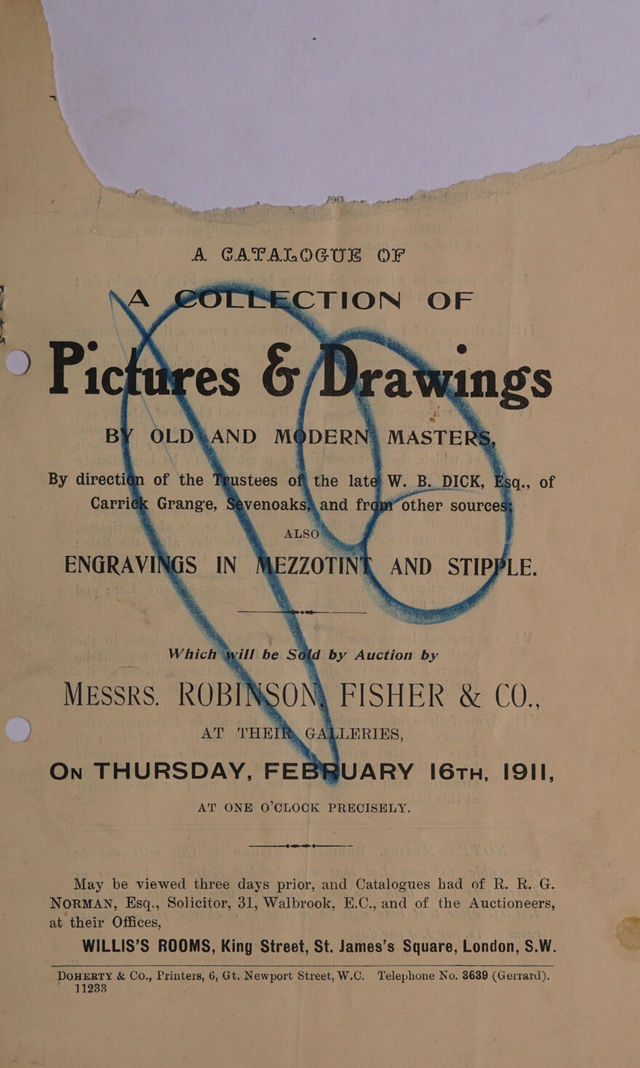 A CATALOGUE OF
A COLLECTION OF
Pictures & Drawings
BY OLD AND MODERN MASTERS,
By direction of the Trustees of the late W. B. DICK, Esq., of
Carrick Grange, Sevenoaks, and from other sources;
ALSO
ENGRAVINGS IN MEZZOTINT AND STIPPLE.
Which will be Sold by Auction by
MESSRS. ROBINSON, FISHER & CO.,
AT THEIR GALLERIES,
ON THURSDAY, FEBRUARY 16TH, 1911,
AT ONE O'CLOCK PRECISELY.
May be viewed three days prior, and Catalogues had of R. R. G.
NORMAN, Esq., Solicitor, 31, Walbrook, E.C., and of the Auctioneers,
at their Offices,
WILLIS'S ROOMS, King Street, St. James's Square, London, S.W.
DOHERTY & Co., Printers, 6, Gt. Newport Street, W.C. Telephone No. 3639 (Gerrard).
11233